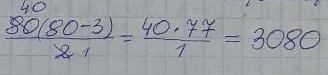 40
80(80-3)/2 1 = 40·77/1 = 3080